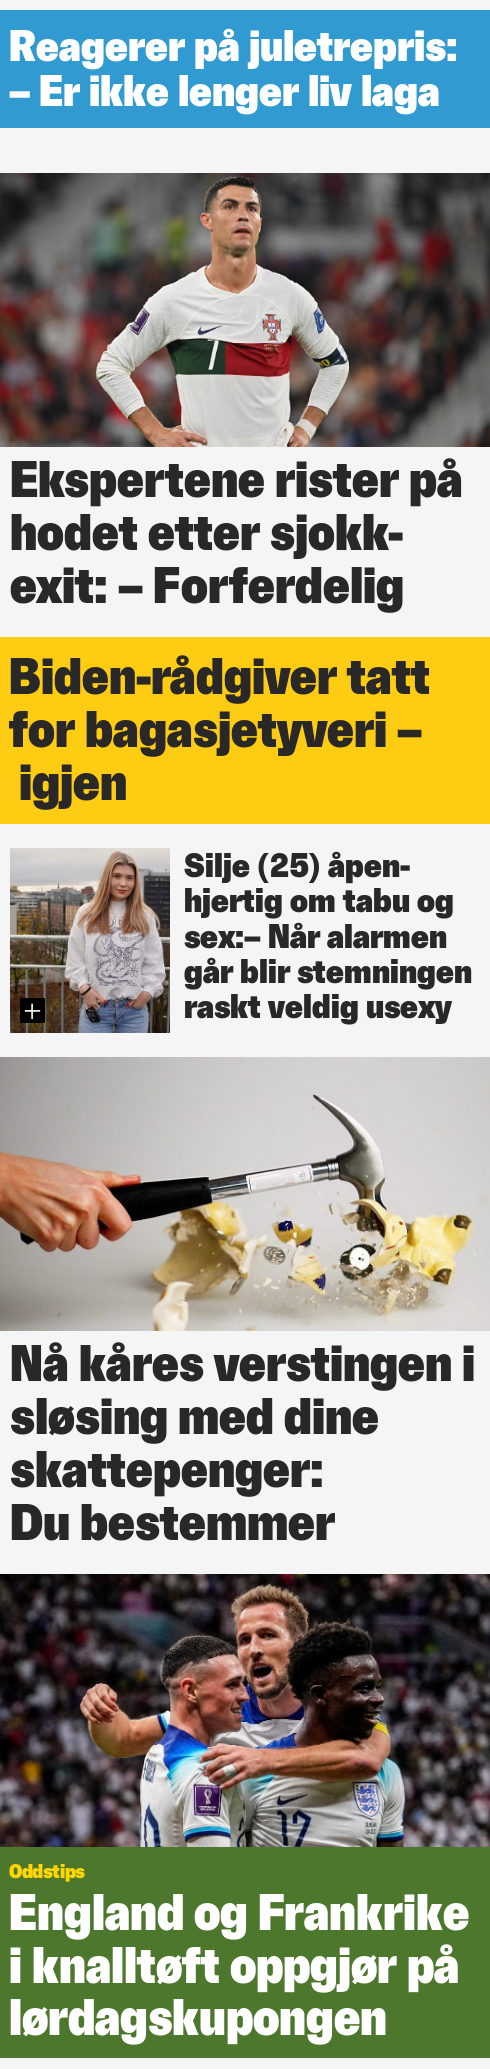 Reagerer på juletrepris:
– Er ikke lenger liv laga
7
Ekspertene rister på
hodet etter sjokk-
exit: – Forferdelig
Biden-rådgiver tatt
for bagasjetyveri –
igjen
Silje (25) åpen-
hjertig om tabu og
sex:– Når alarmen
går blir stemningen
raskt veldig usexy
Nå kåres verstingen i
sløsing med dine
skattepenger:
Du bestemmer
17
Oddstips
England og Frankrike
i knalltøft oppgjør på
lørdagskupongen